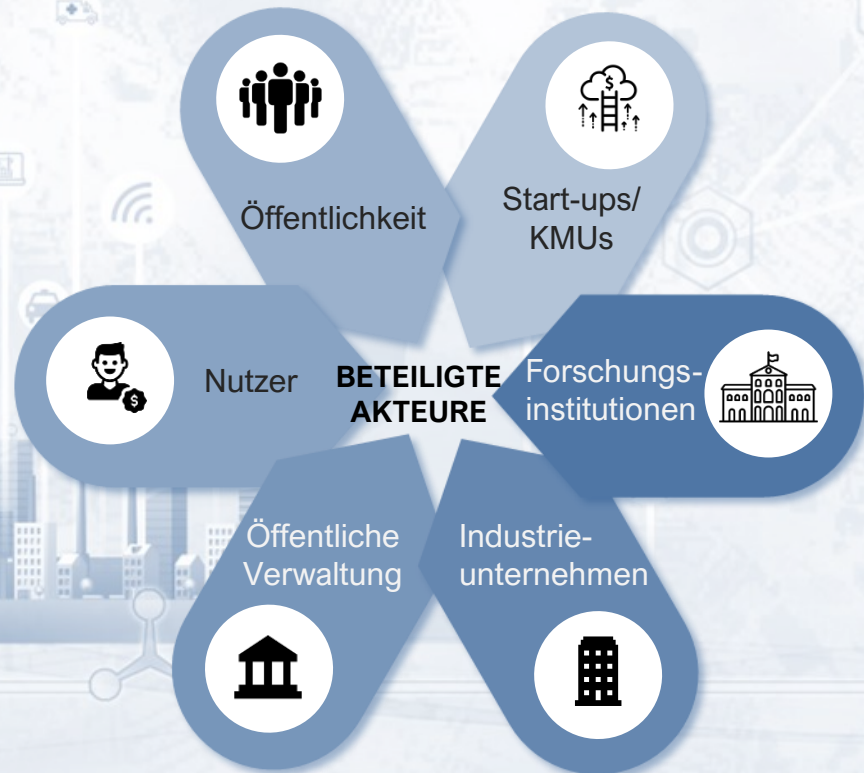 Öffentlichkeit
Start-ups/
KMUs
Nutzer
BETEILIGTE
AKTEURE
Forschungs-
institutionen
Öffentliche
Verwaltung
Industrie-
unternehmen